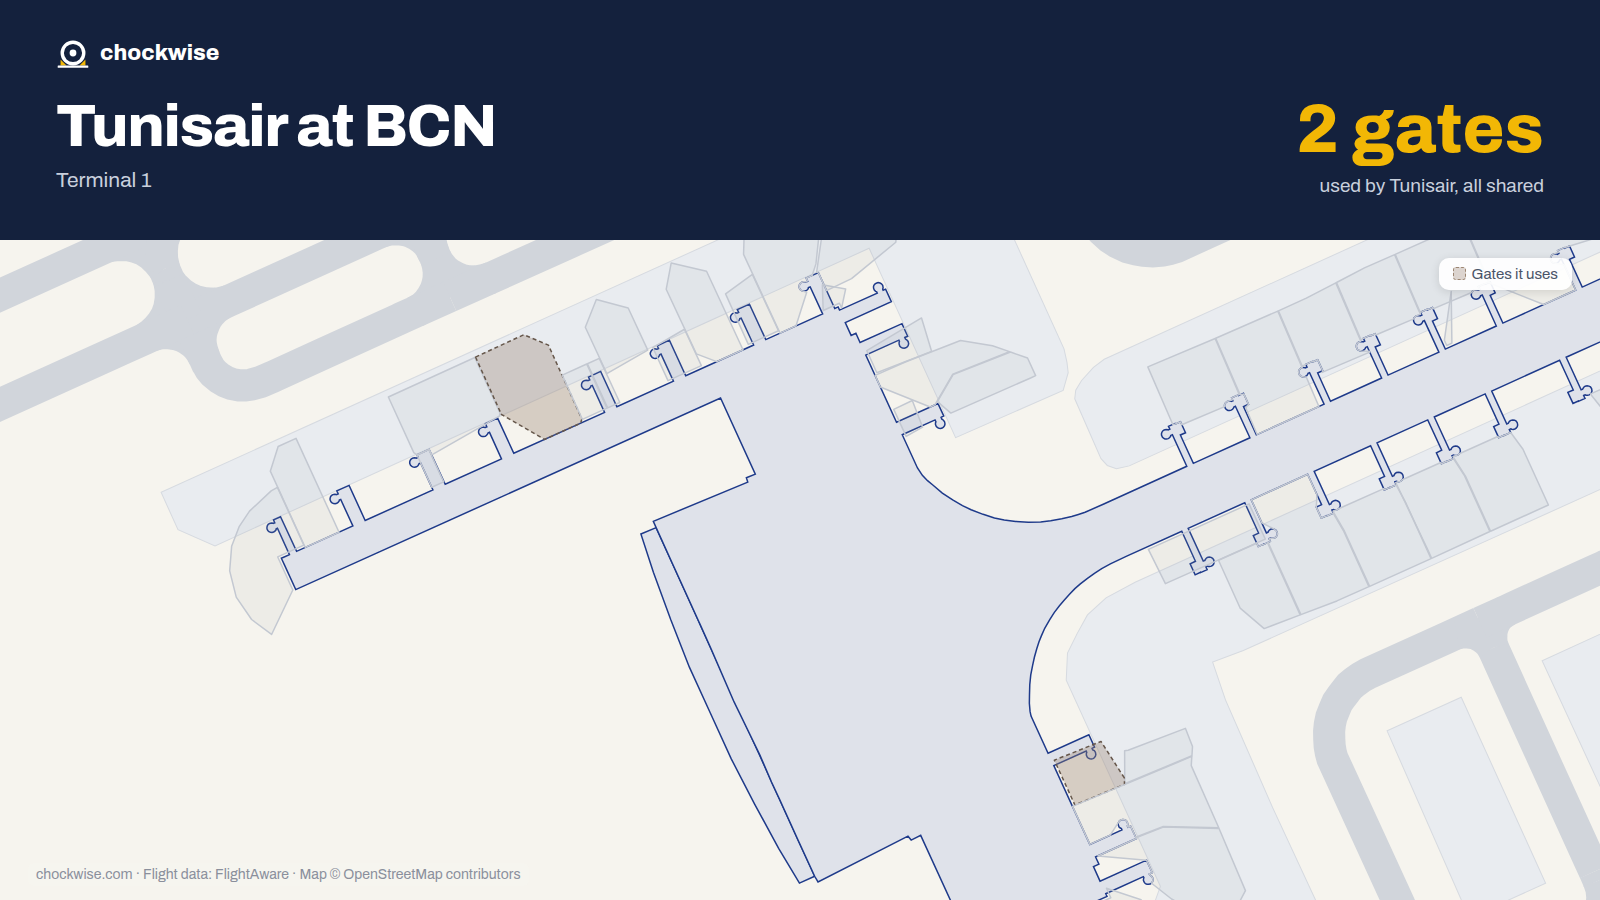 chockwise
Tunisair at BCN
Terminal 1
2 gates
used by Tunisair, all shared
Gates it uses
chockwise.com · Flight data: FlightAware · Map © OpenStreetMap contributors